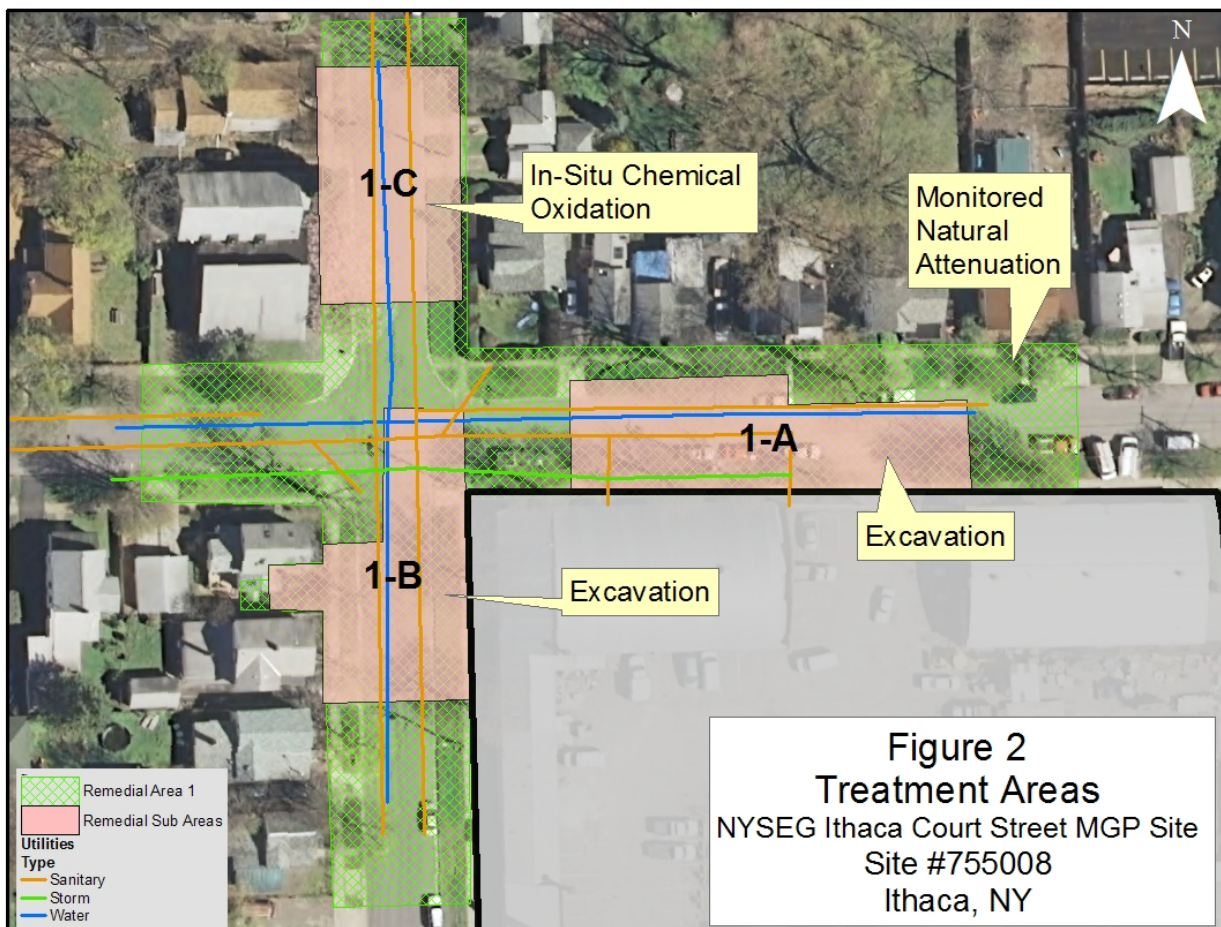 N
1-C
In-Situ Chemical
Oxidation
Monitored
Natural
Attenuation
1-A
Excavation
1-B
Excavation
Remedial Area 1
Remedial Sub Areas
Utilities
Type
Sanitary
Storm
Water
Figure 2
Treatment Areas
NYSEG Ithaca Court Street MGP Site
Site #755008
Ithaca, NY